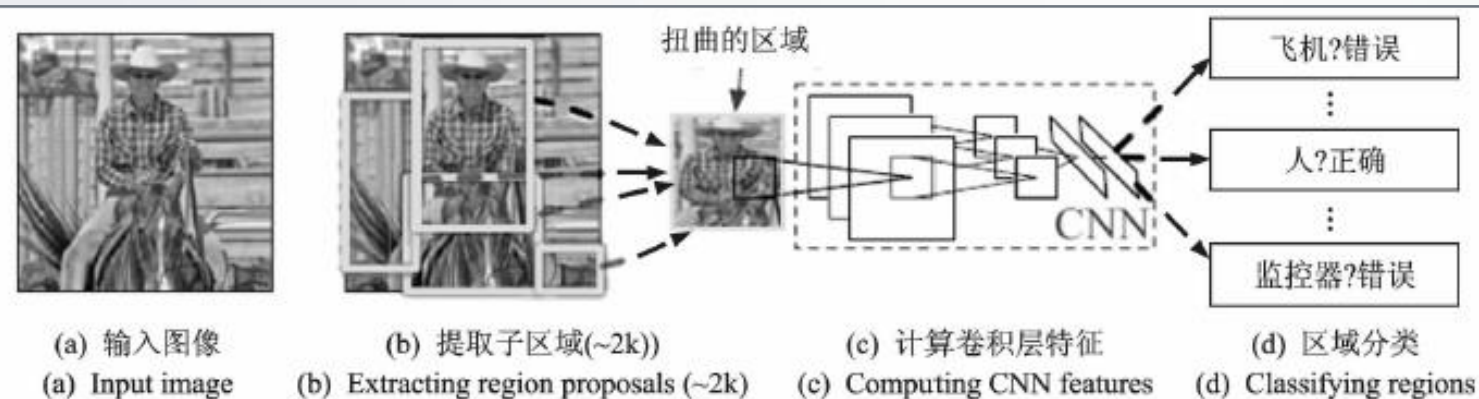 扭曲的区域
飞机?错误
⋮
人?正确
⋮
监控器?错误
CNN
(a) 输入图像
(b) 提取子区域(~2k))
(c) 计算卷积层特征
(d) 区域分类
(a) Input image
(b) Extracting region proposals (~2k)
(c) Computing CNN features
(d) Classifying regions